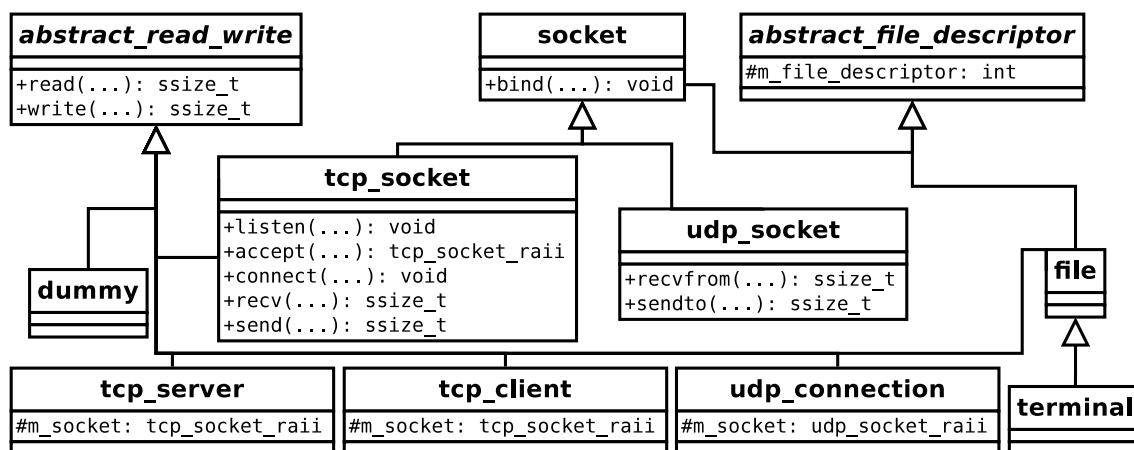 abstract_read_write
+read(...): ssize_t
+write(...): ssize_t
socket
+bind(...): void
abstract_file_descriptor
#m_file_descriptor: int
tcp_socket
+listen(...): void
+accept(...): tcp_socket_raii
+connect(...): void
+recv(...): ssize_t
+send(...): ssize_t
udp_socket
+recvfrom(...): ssize_t
+sendto(...): ssize_t
dummy
file
tcp_server
#m_socket: tcp_socket_raii
tcp_client
#m_socket: tcp_socket_raii
udp_connection
#m_socket: udp_socket_raii
terminal